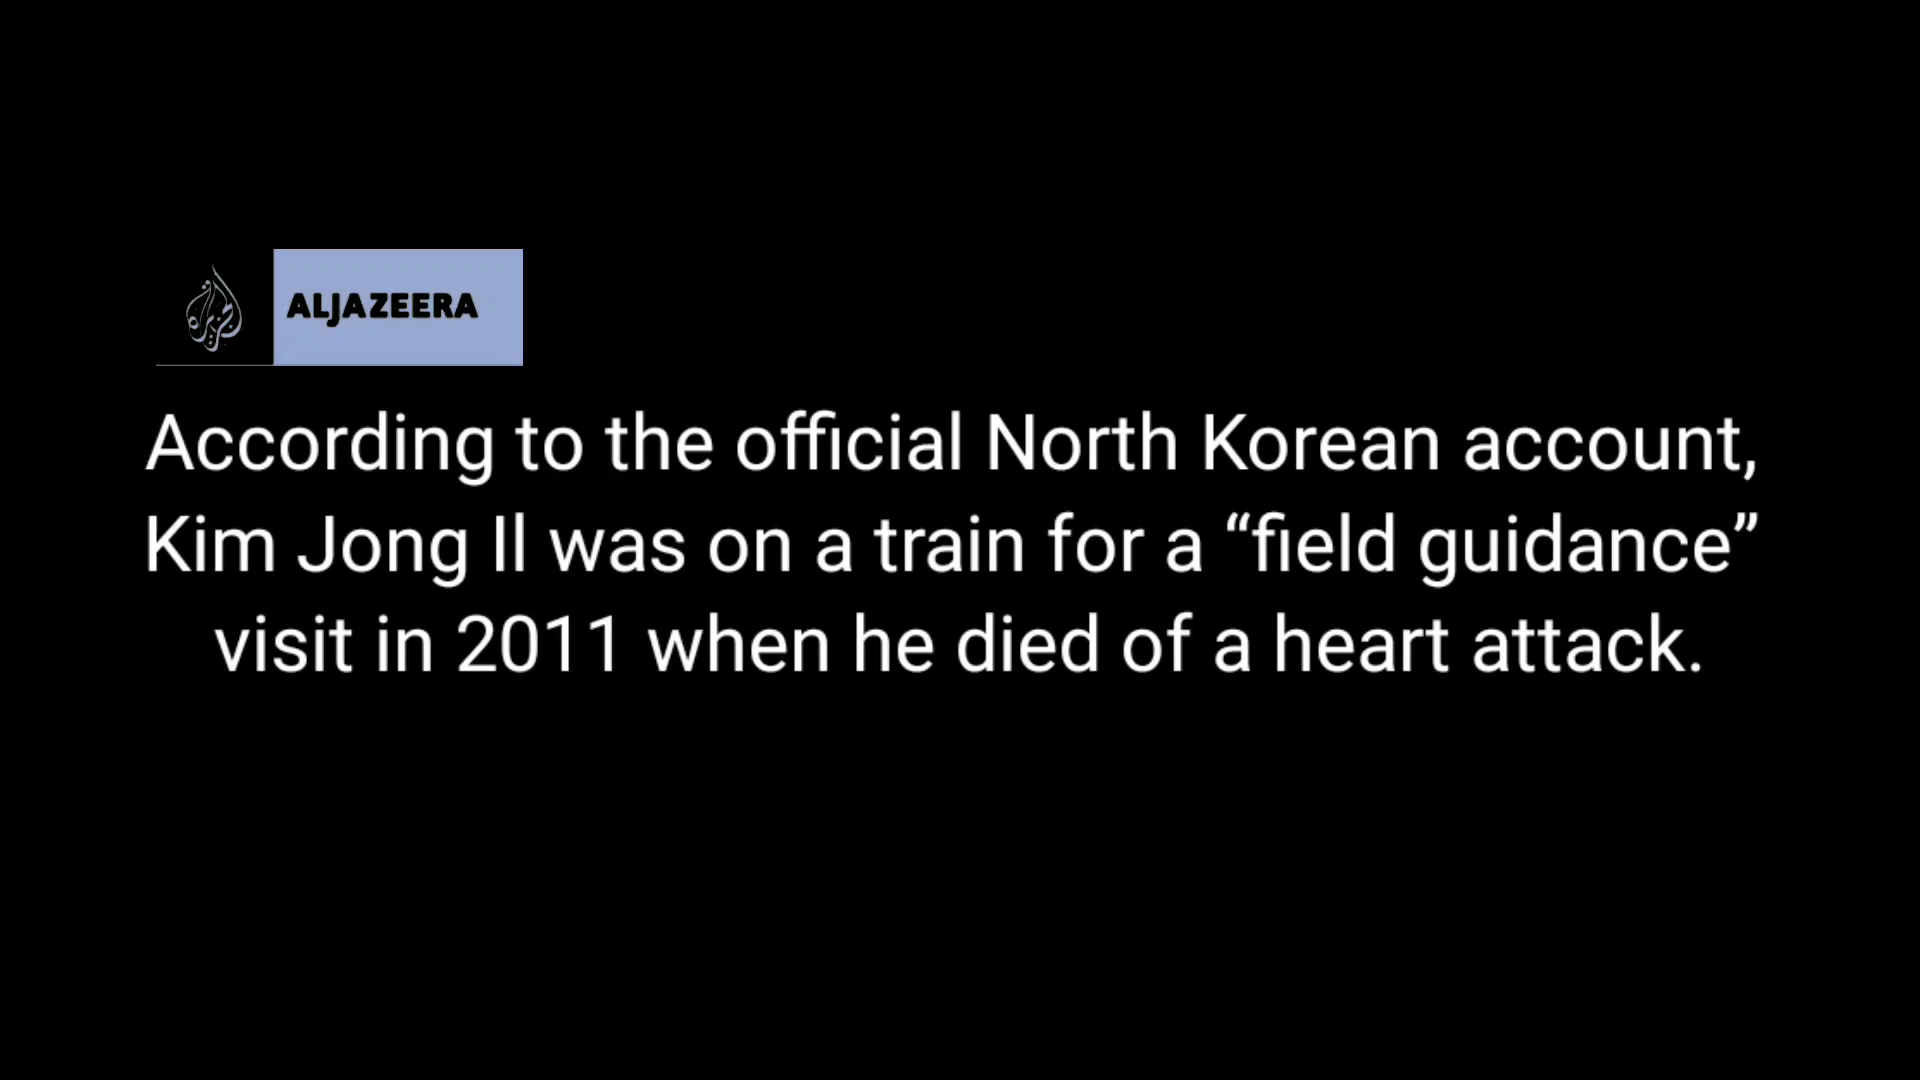 ALJAZEERA
According to the official North Korean account,
Kim Jong Il was on a train for a “field guidance”
visit in 2011 when he died of a heart attack.